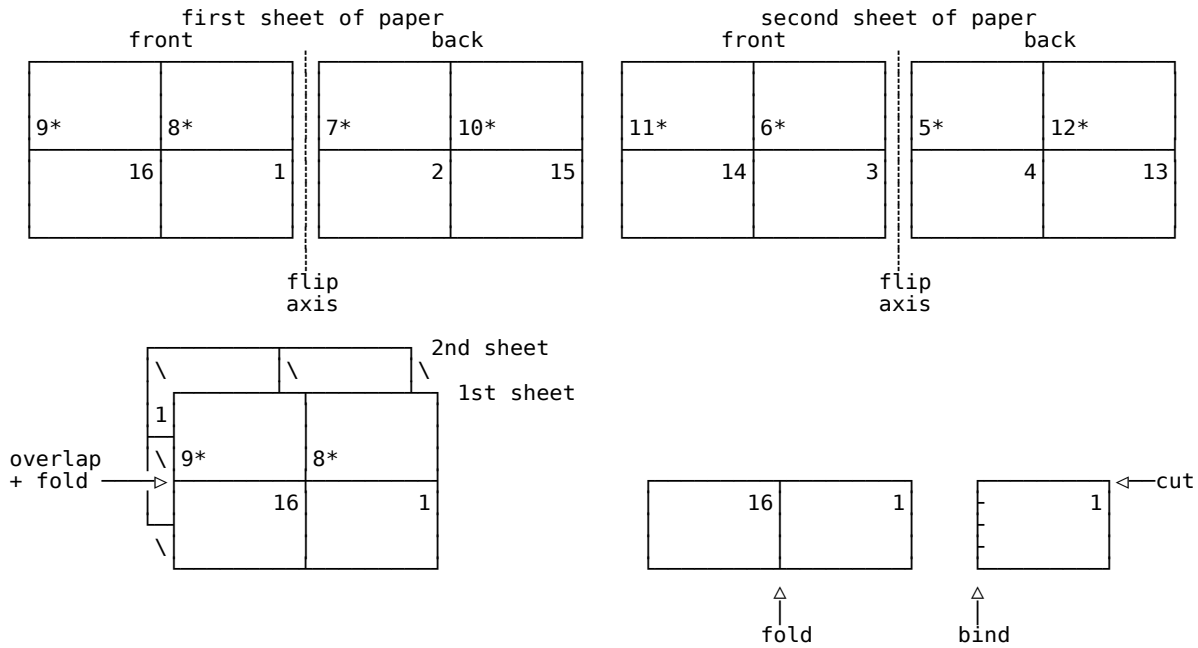 first sheet of paper second sheet of paper
front back front back
9* 8* 7* 10* 11* 6* 5* 12*
16 1 2 15 14 3 4 13
flip axis flip axis
2nd sheet
1st sheet
1
9* 8*
overlap + fold
16 1 16 1 1
cut
fold bind